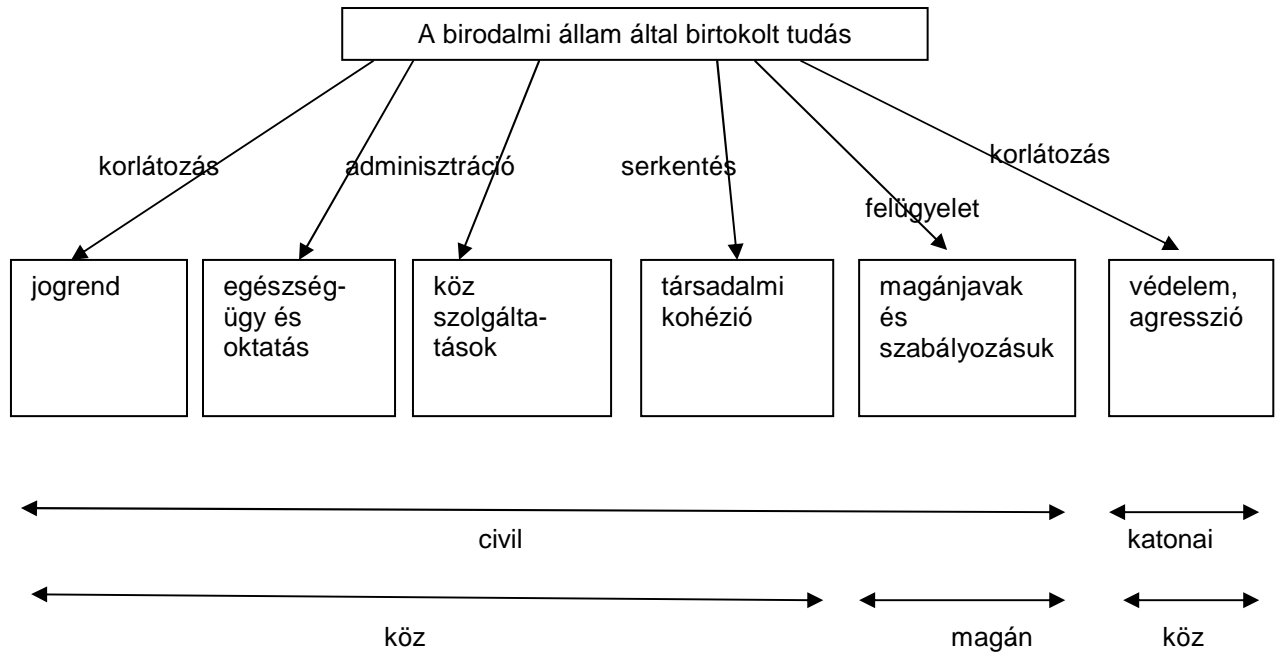 A birodalmi állam által birtokolt tudás
korlátozás
adminisztráció
serkentés
felügyelet
korlátozás
jogrend
egészség-
ügy és
oktatás
köz
szolgálta-
tások
társadalmi
kohézió
magánjavak
és
szabályozásuk
védelem,
agresszió
civil
katonai
köz
magán
köz